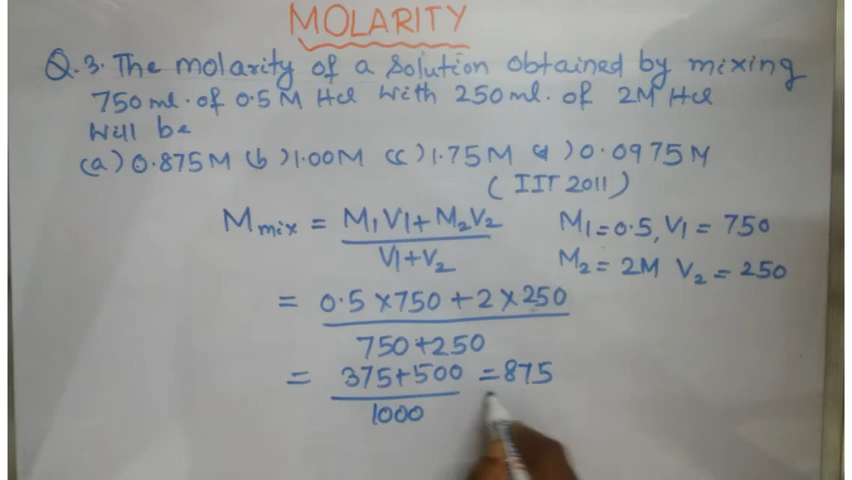 MOLARITY
Q.3. The molarity of a solution obtained by mixing
750 ml. of 0.5 M Hcl with 250 ml. of 2M Hcl
will be
(a) 0.875 M (b) 1.00 M (c) 1.75 M (d) 0.0975 M
(IIT 2011)
M mix = M1V1 + M2V2 / V1 + V2
M1 = 0.5, V1 = 750
M2 = 2M V2 = 250
= 0.5 × 750 + 2 × 250 / 750 + 250
= 375 + 500 / 1000 = 875